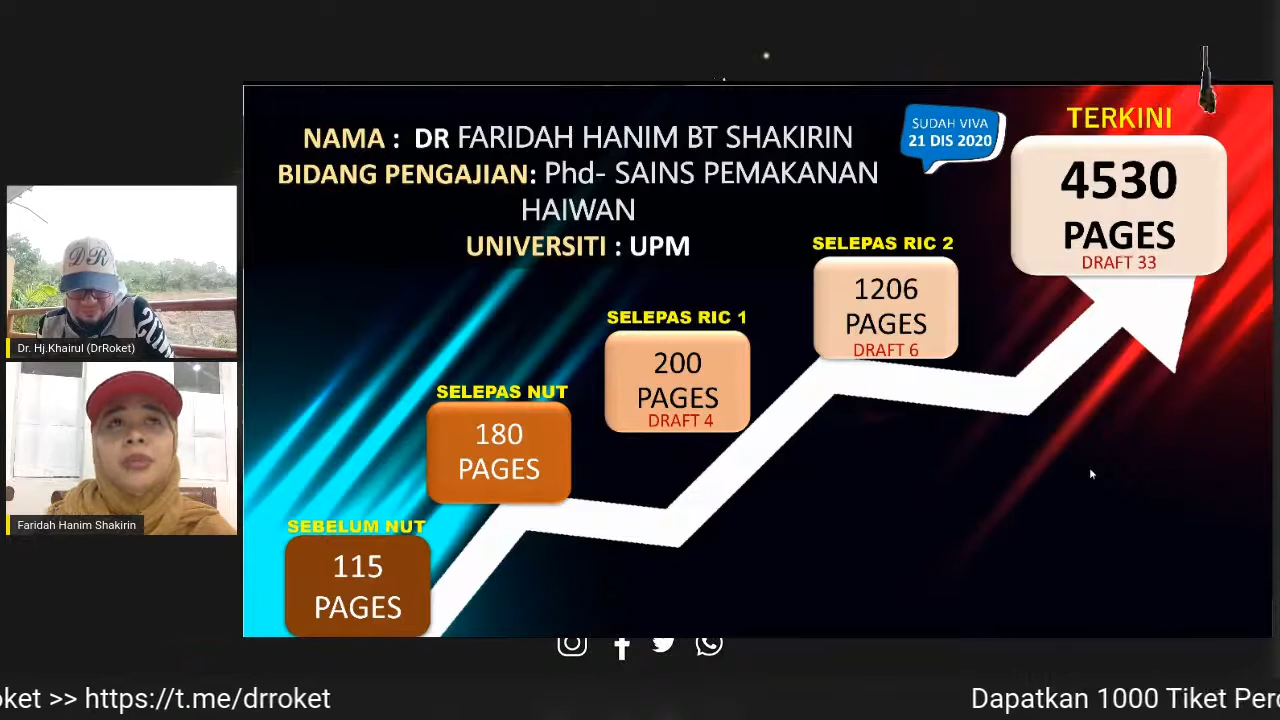 NAMA : DR FARIDAH HANIM BT SHAKIRIN
BIDANG PENGAJIAN: Phd- SAINS PEMAKANAN
HAIWAN
UNIVERSITI : UPM
SUDAH VIVA
21 DIS 2020
TERKINI
4530
PAGES
DRAFT 33
SELEPAS RIC 2
1206
PAGES
DRAFT 6
SELEPAS RIC 1
200
PAGES
DRAFT 4
SELEPAS NUT
180
PAGES
SEBELUM NUT
115
PAGES
DR
Dr. Hj.Khairul (DrRoket)
Faridah Hanim Shakirin
oket >> https://t.me/drroket
Dapatkan 1000 Tiket Perc